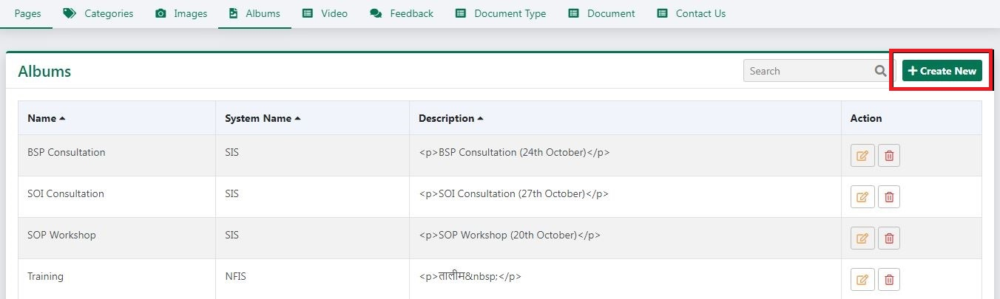 Pages Categories Images Albums Video Feedback Document Type Document Contact Us
Albums Search Create New
Name System Name Description Action
BSP Consultation SIS <p>BSP Consultation (24th October)</p>
SOI Consultation SIS <p>SOI Consultation (27th October)</p>
SOP Workshop SIS <p>SOP Workshop (20th October)</p>
Training NFIS <p>तालीम&nbsp;</p>